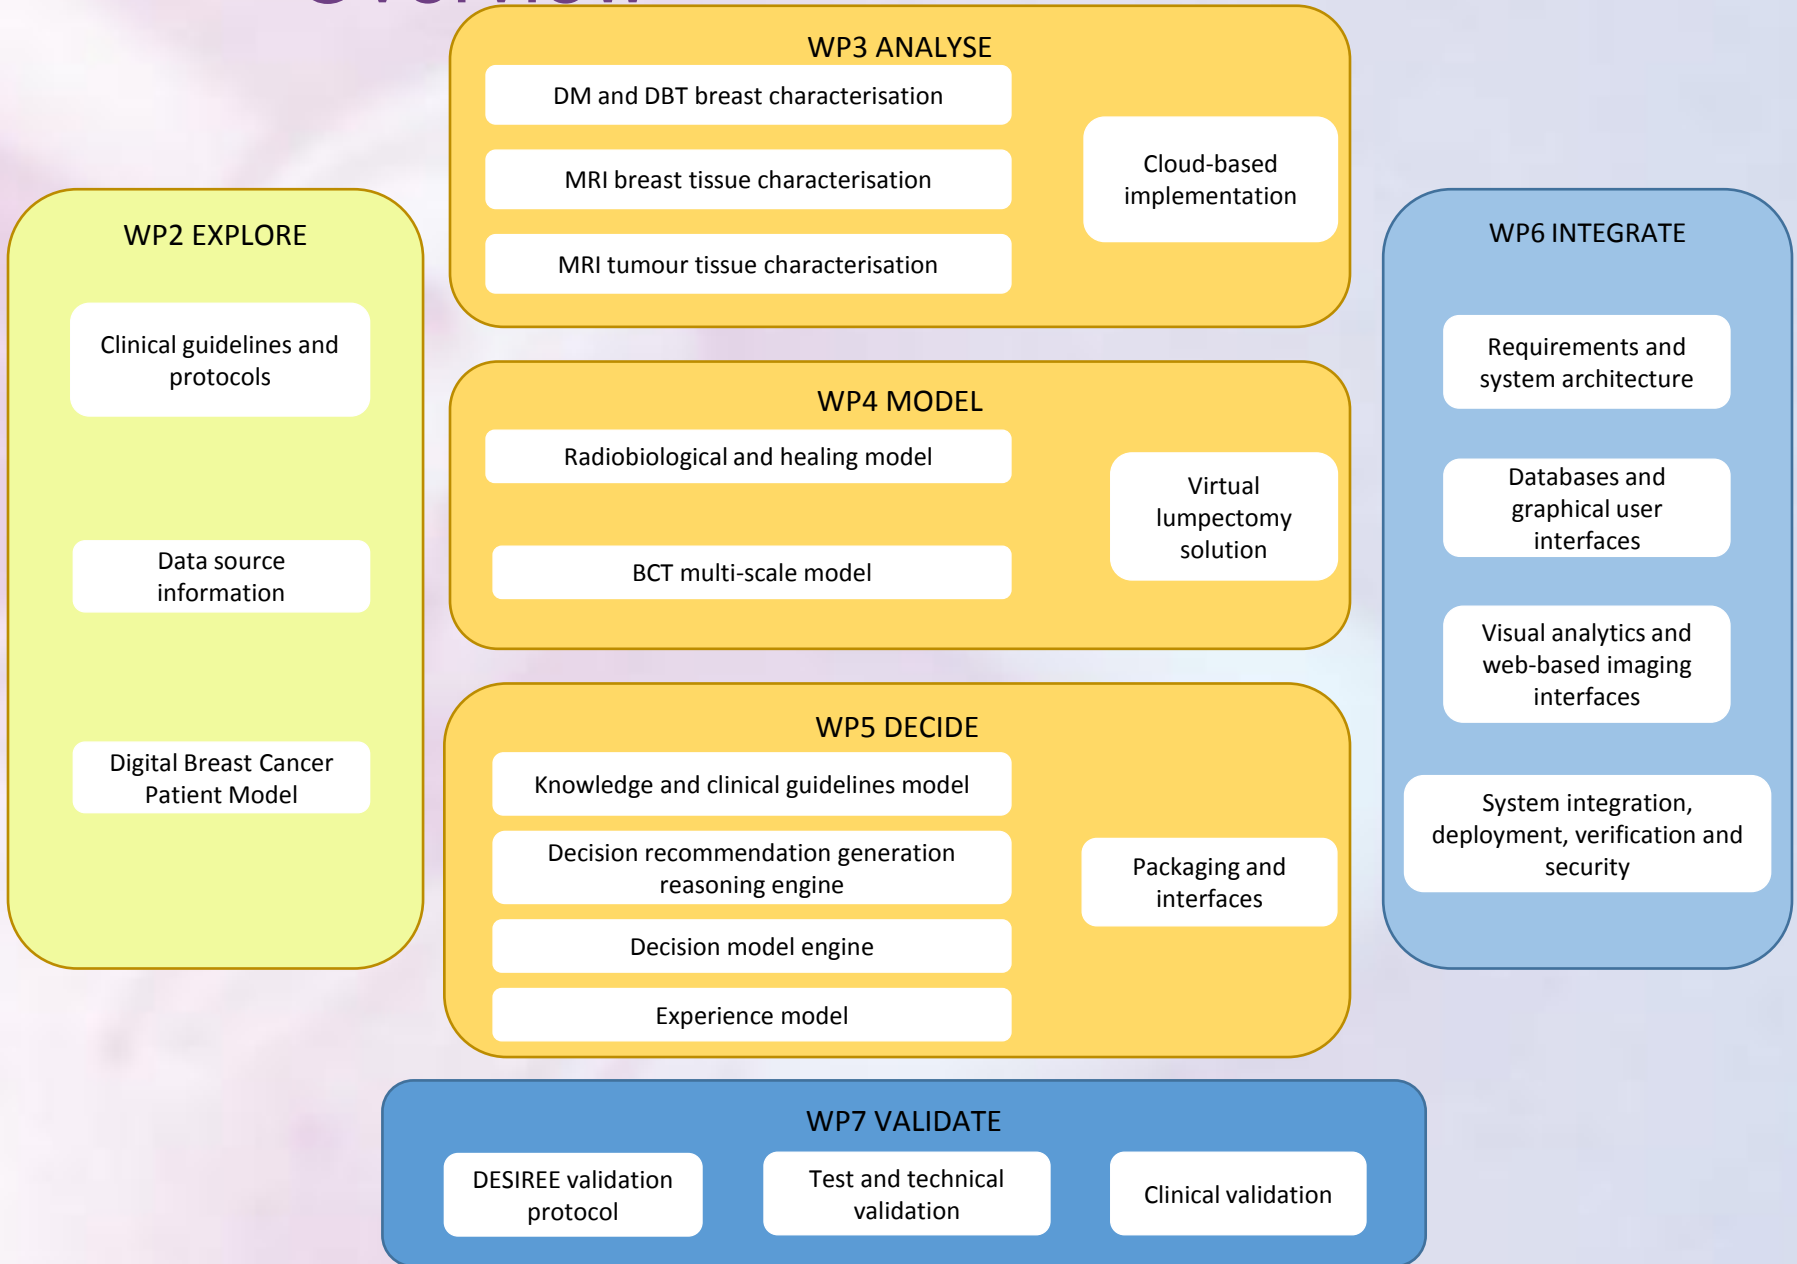 Overview
WP2 EXPLORE
Clinical guidelines and
protocols
Data source
information
Digital Breast Cancer
Patient Model
WP3 ANALYSE
DM and DBT breast characterisation
MRI breast tissue characterisation
MRI tumour tissue characterisation
Cloud-based
implementation
WP4 MODEL
Radiobiological and healing model
BCT multi-scale model
Virtual
lumpectomy
solution
WP5 DECIDE
Knowledge and clinical guidelines model
Decision recommendation generation
reasoning engine
Decision model engine
Experience model
Packaging and
interfaces
WP6 INTEGRATE
Requirements and
system architecture
Databases and
graphical user
interfaces
Visual analytics and
web-based imaging
interfaces
System integration,
deployment, verification and
security
WP7 VALIDATE
DESIREE validation
protocol
Test and technical
validation
Clinical validation